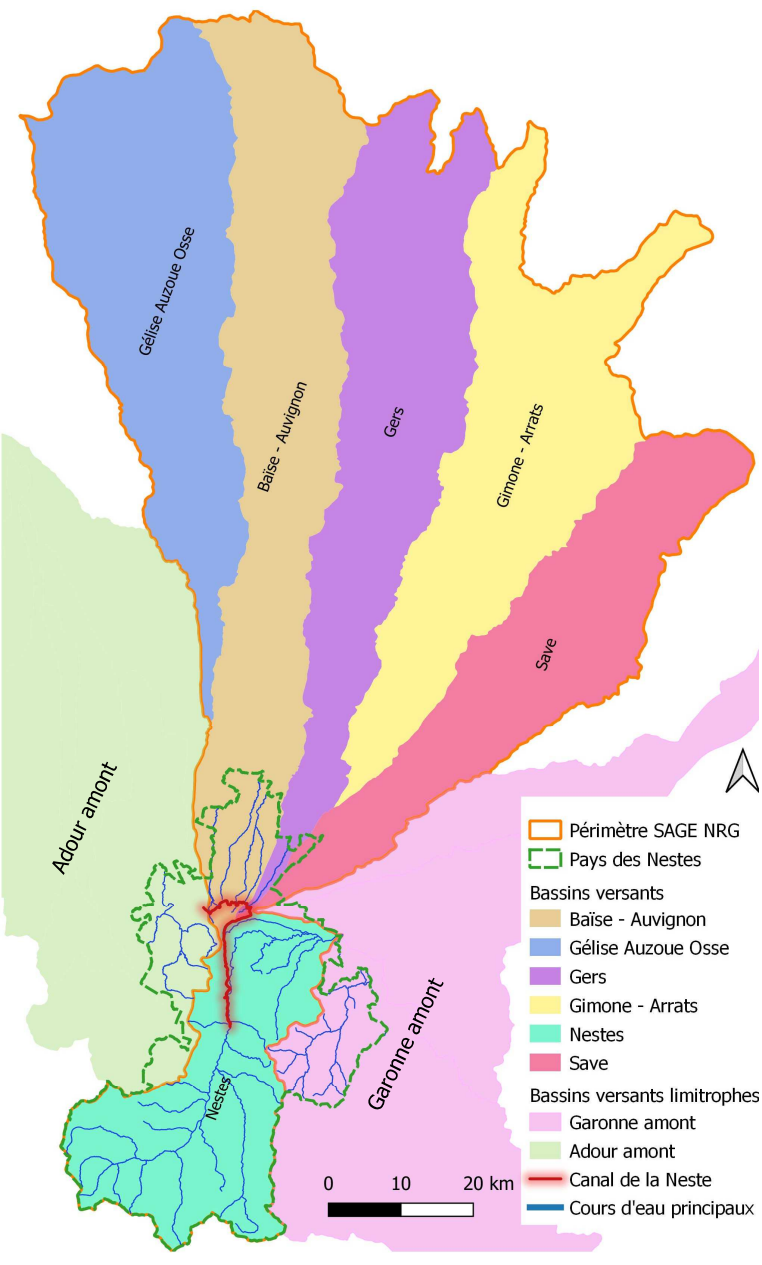 Gélise Auzoue Osse
Baïse - Auvignon
Gers
Gimone - Arrats
Save
Adour amont
Garonne amont
Nestes
Périmètre SAGE NRG
Pays des Nestes
Bassins versants
Baïse - Auvignon
Gélise Auzoue Osse
Gers
Gimone - Arrats
Nestes
Save
Bassins versants limitrophes
Garonne amont
Adour amont
Canal de la Neste
Cours d'eau principaux
0 10 20 km